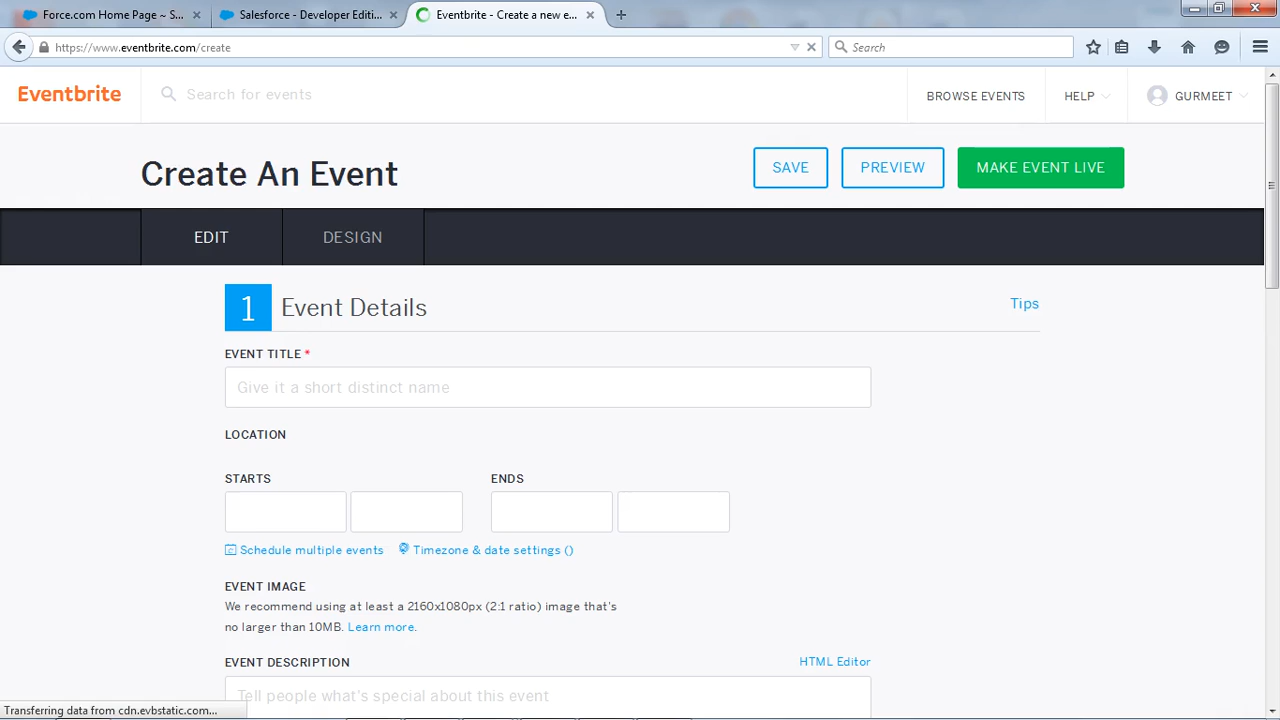 Force.com Home Page ~ S...
Salesforce - Developer Editi...
Eventbrite - Create a new e...
https://www.eventbrite.com/create
Search
Eventbrite
Search for events
BROWSE EVENTS
HELP
GURMEET
Create An Event
SAVE
PREVIEW
MAKE EVENT LIVE
EDIT
DESIGN
1 Event Details
Tips
EVENT TITLE *
Give it a short distinct name
LOCATION
STARTS
ENDS
Schedule multiple events
Timezone & date settings ()
EVENT IMAGE
We recommend using at least a 2160x1080px (2:1 ratio) image that's
no larger than 10MB. Learn more.
EVENT DESCRIPTION
HTML Editor
Tell people what's special about this event
Transferring data from cdn.evbstatic.com...